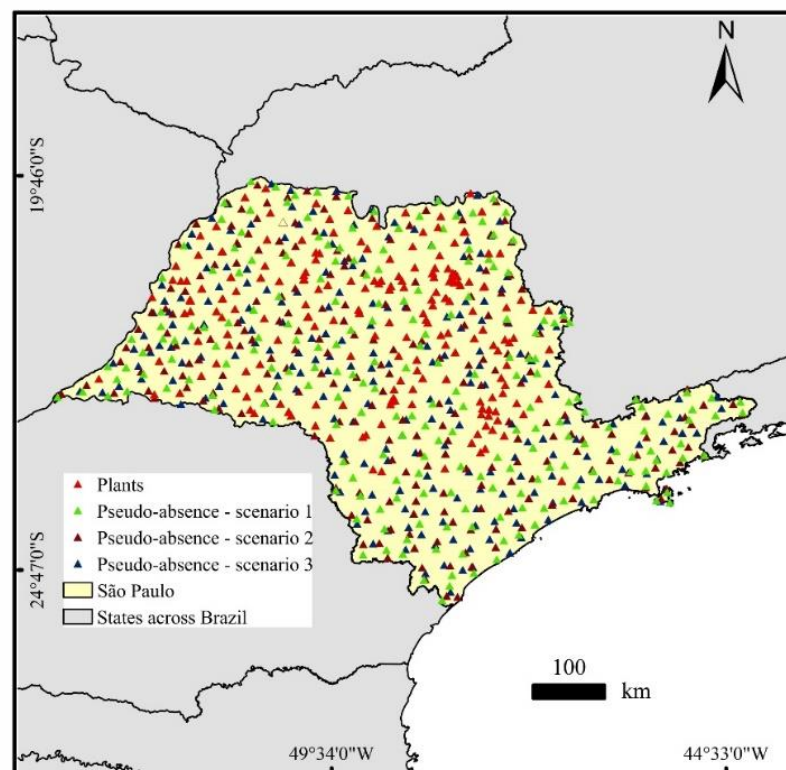 N
19°46'0"S
Plants
Pseudo-absence - scenario 1
Pseudo-absence - scenario 2
Pseudo-absence - scenario 3
São Paulo
States across Brazil
24°47'0"S
100
km
49°34'0"W
44°33'0"W